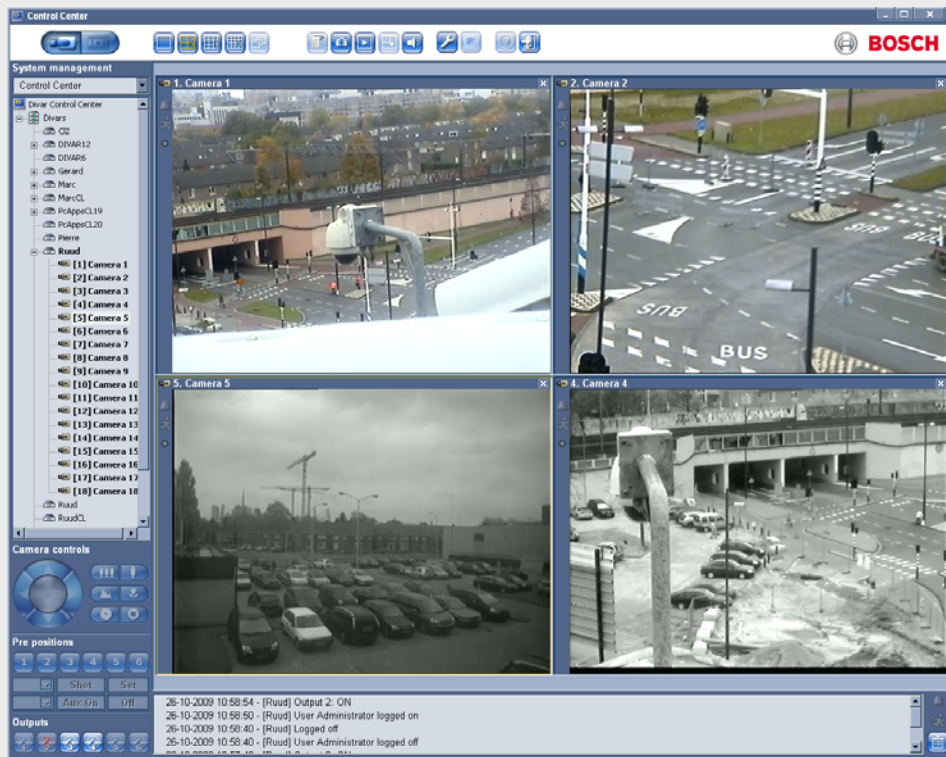 Control Center
BOSCH
System management
Control Center
Divar Control Center
Divars
Cl2
DIVAR12
DIVAR6
Gerard
Marc
MarcCL
PcAppsCL19
PcAppsCL20
Pierre
Ruud
[1] Camera 1
[2] Camera 2
[3] Camera 3
[4] Camera 4
[5] Camera 5
[6] Camera 6
[7] Camera 7
[8] Camera 8
[9] Camera 9
[10] Camera 10
[11] Camera 11
[12] Camera 12
[13] Camera 13
[14] Camera 14
[15] Camera 15
[16] Camera 16
[17] Camera 17
[18] Camera 18
Ruud
RuudCL
Camera controls
Pre positions
1 2 3 4 5 6
Shot Set
Aux On Off
Outputs
1. Camera 1
2. Camera 2
BUS
BUS
BUS
BUS
5. Camera 5
4. Camera 4
26-10-2009 10:58:54 - [Ruud] Output 2: ON
26-10-2009 10:58:50 - [Ruud] User Administrator logged on
26-10-2009 10:58:40 - [Ruud] Logged off
26-10-2009 10:58:40 - [Ruud] User Administrator logged off